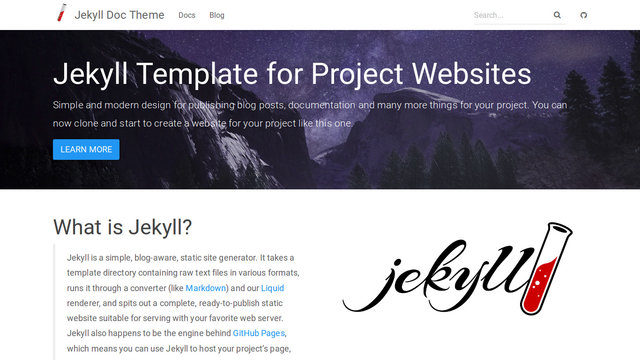 Jekyll Doc Theme
Docs
Blog
Search...
Jekyll Template for Project Websites
Simple and modern design for publishing blog posts, documentation and many more things for your project. You can
now clone and start to create a website for your project like this one.
LEARN MORE
What is Jekyll?
Jekyll is a simple, blog-aware, static site generator. It takes a
template directory containing raw text files in various formats,
runs it through a converter (like Markdown) and our Liquid
renderer, and spits out a complete, ready-to-publish static
website suitable for serving with your favorite web server.
Jekyll also happens to be the engine behind GitHub Pages,
which means you can use Jekyll to host your project's page,
jekyll